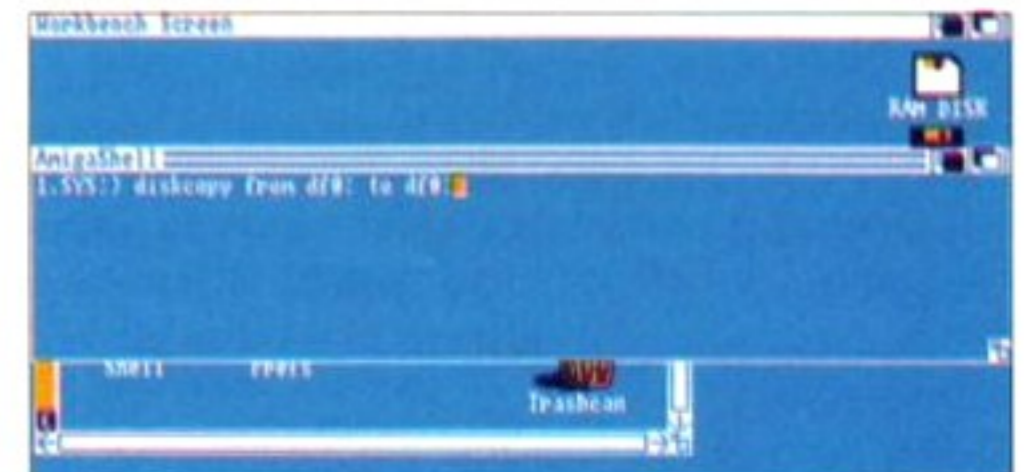 Workbench Screen
RAM DISK
AmigaShell
1.SYS:> diskcopy from df0: to df0:
Shell Prefs
Trashcan